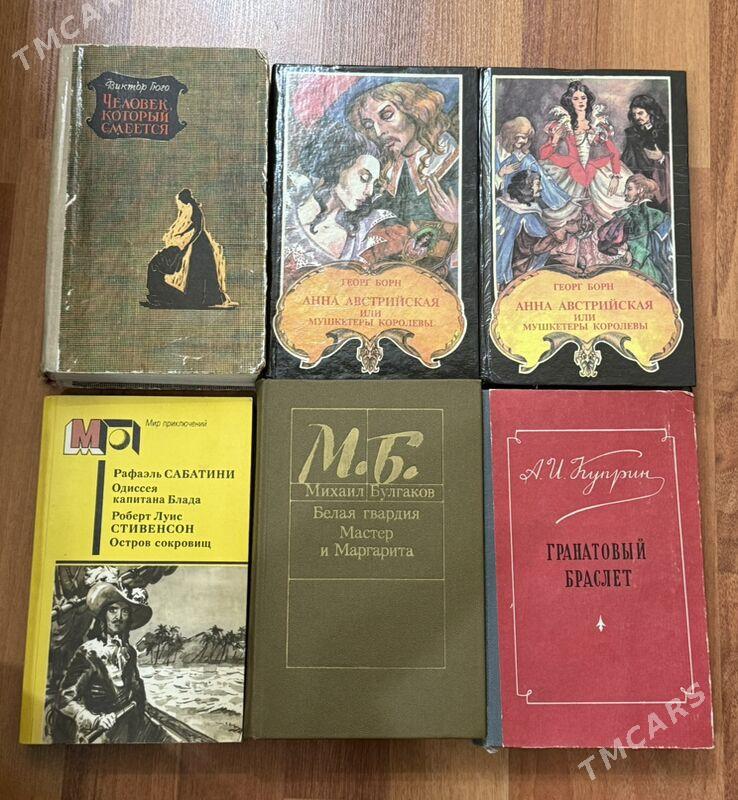 TMCARS
Виктор Гюго
ЧЕЛОВЕК,
КОТОРЫЙ
СМЕЕТСЯ
ГЕОРГ БОРН
АННА АВСТРИЙСКАЯ
ИЛИ
МУШКЕТЕРЫ КОРОЛЕВЫ
ГЕОРГ БОРН
АННА АВСТРИЙСКАЯ
ИЛИ
МУШКЕТЕРЫ КОРОЛЕВЫ
МП
Мир приключений
Рафаэль САБАТИНИ
Одиссея
капитана Блада
Роберт Луис
СТИВЕНСОН
Остров сокровищ
М.Б.
Михаил Булгаков
Белая гвардия
Мастер
и Маргарита
А.И.Куприн
ГРАНАТОВЫЙ
БРАСЛЕТ
TMCARS